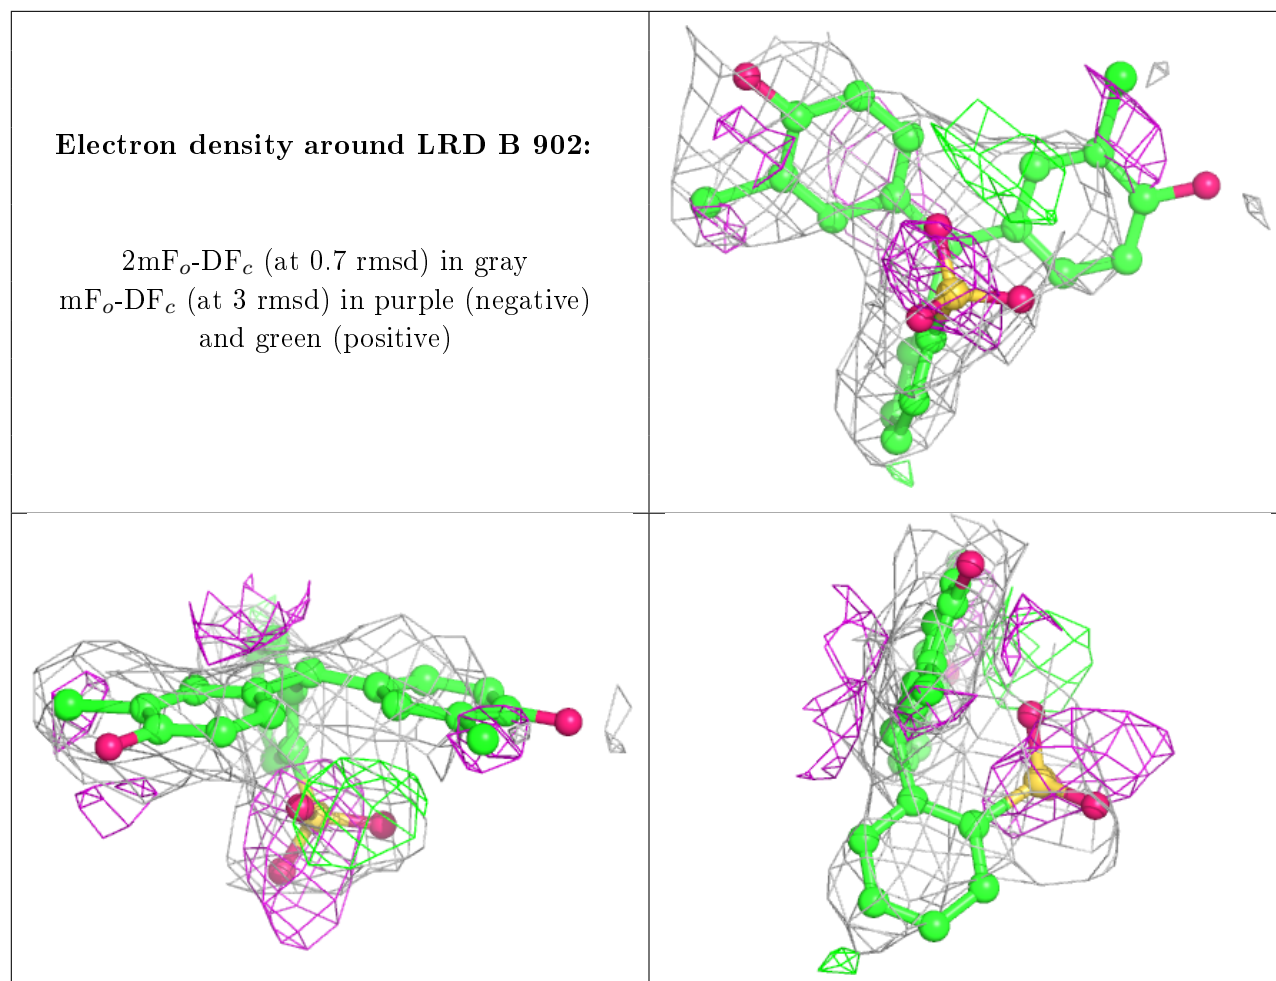 Electron density around LRD B 902:
2mFo-DFc (at 0.7 rmsd) in gray
mFo-DFc (at 3 rmsd) in purple (negative)
and green (positive)